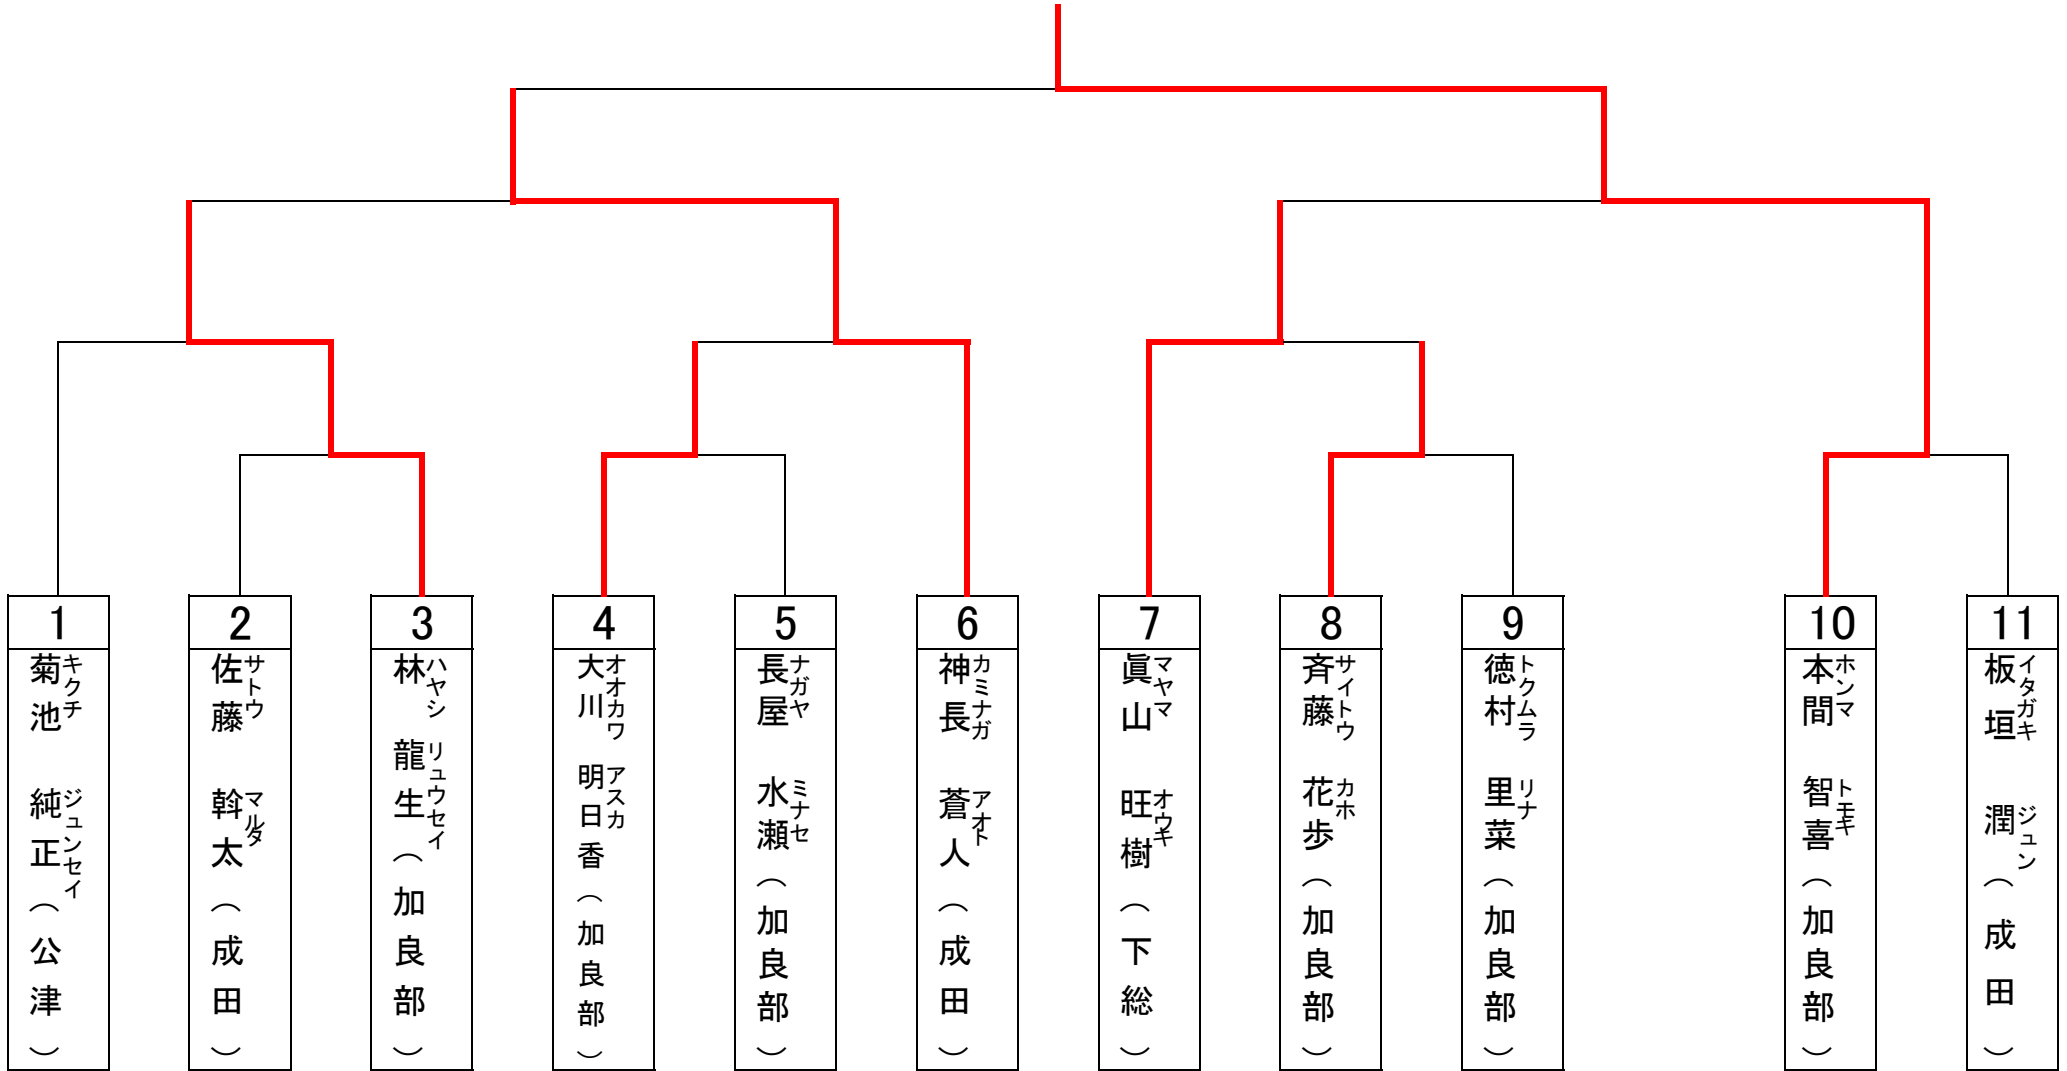 1
菊池 純正(公津)
キクチ ジュンセイ
2
佐藤 斡太(成田)
サトウ マルタ
3
林 龍生(加良部)
ハヤシ リュウセイ
4
大川 明日香(加良部)
オオカワ アスカ
5
長屋 水瀬(加良部)
ナガヤ ミナセ
6
神長 蒼人(成田)
カミナガ アオト
7
眞山 旺樹(下総)
マヤマ オウキ
8
斉藤 花歩(加良部)
サイトウ カホ
9
徳村 里菜(加良部)
トクムラ リナ
10
本間 智喜(加良部)
ホンマ トモキ
11
板垣 潤(成田)
イタガキ ジュン